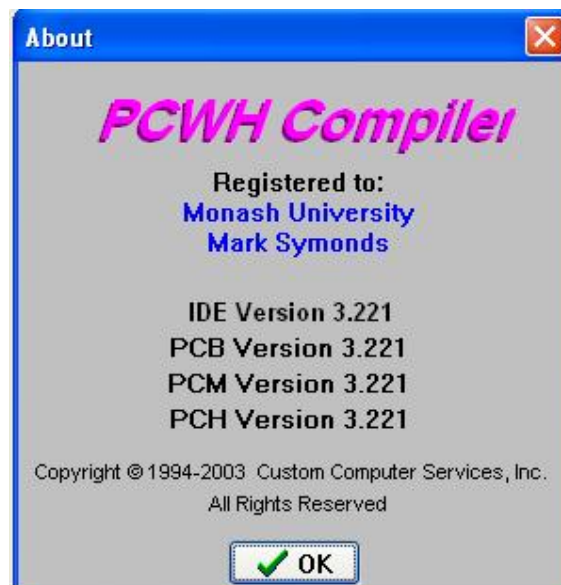 About
PCWH Compiler
Registered to:
Monash University
Mark Symonds
IDE Version 3.221
PCB Version 3.221
PCM Version 3.221
PCH Version 3.221
Copyright © 1994-2003 Custom Computer Services, Inc.
All Rights Reserved
OK